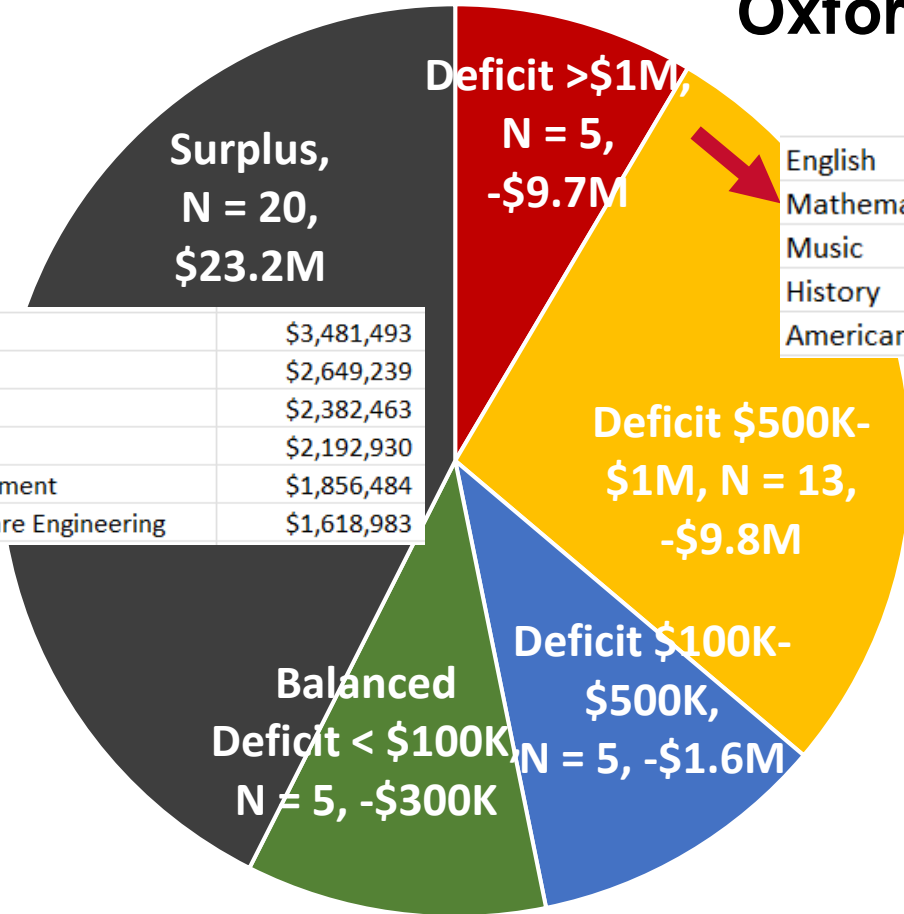 Oxfor
Deficit >$1M,
N = 5,
-$9.7M
Surplus,
N = 20,
$23.2M
English
Mathema
Music
History
American
$3,481,493
$2,649,239
$2,382,463
$2,192,930
ment $1,856,484
re Engineering $1,618,983
Deficit $500K-
$1M, N = 13,
-$9.8M
Deficit $100K-
$500K,
N = 5, -$1.6M
Balanced
Deficit < $100K,
N = 5, -$300K